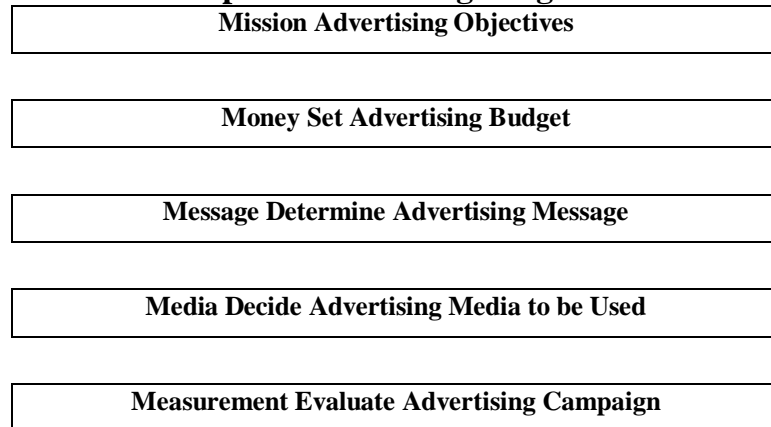 Mission Advertising Objectives
Money Set Advertising Budget
Message Determine Advertising Message
Media Decide Advertising Media to be Used
Measurement Evaluate Advertising Campaign